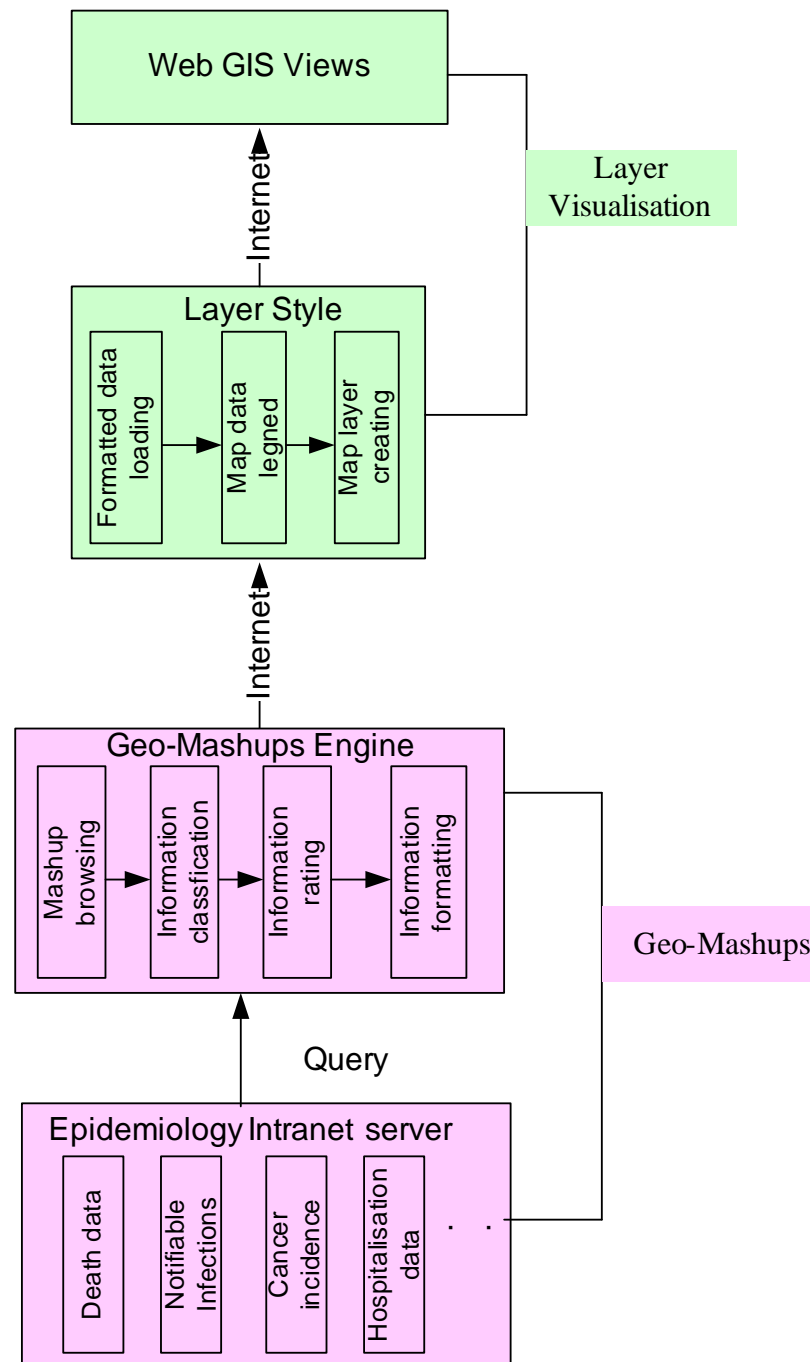 Web GIS Views
Internet
Layer
Visualisation
Layer Style
Formatted data
loading
Map data
legned
Map layer
creating
Internet
Geo-Mashups Engine
Mashup
browsing
Information
classfication
Information
rating
Information
formatting
Geo-Mashups
Query
Epidemiology Intranet server
Death data
Notifiable
Infections
Cancer
incidence
Hospitalisation
data
. .